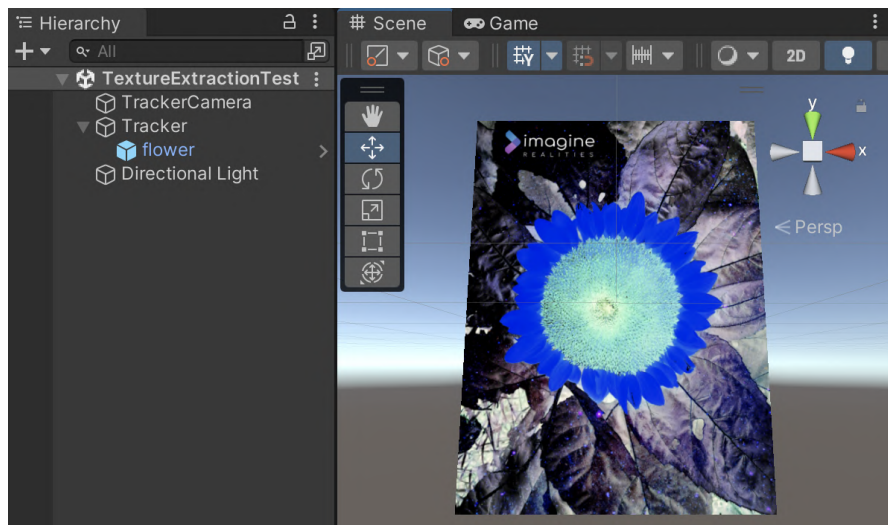 Hierarchy
All
TextureExtractionTest
TrackerCamera
Tracker
flower
Directional Light
Scene
Game
2D
imagine
REALITIES
y
x
Persp